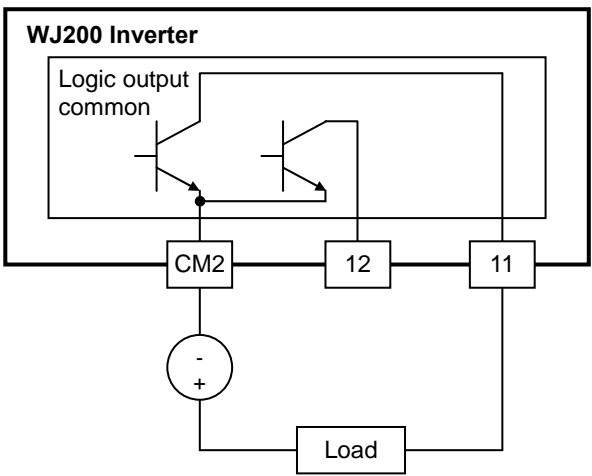 WJ200 Inverter
Logic output
common
CM2
12
11
-
+
Load